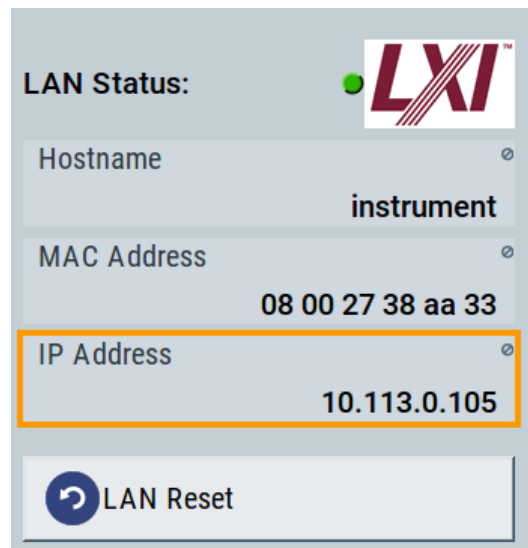 LAN Status:
LXI™
Hostname
instrument
MAC Address
08 00 27 38 aa 33
IP Address
10.113.0.105
LAN Reset